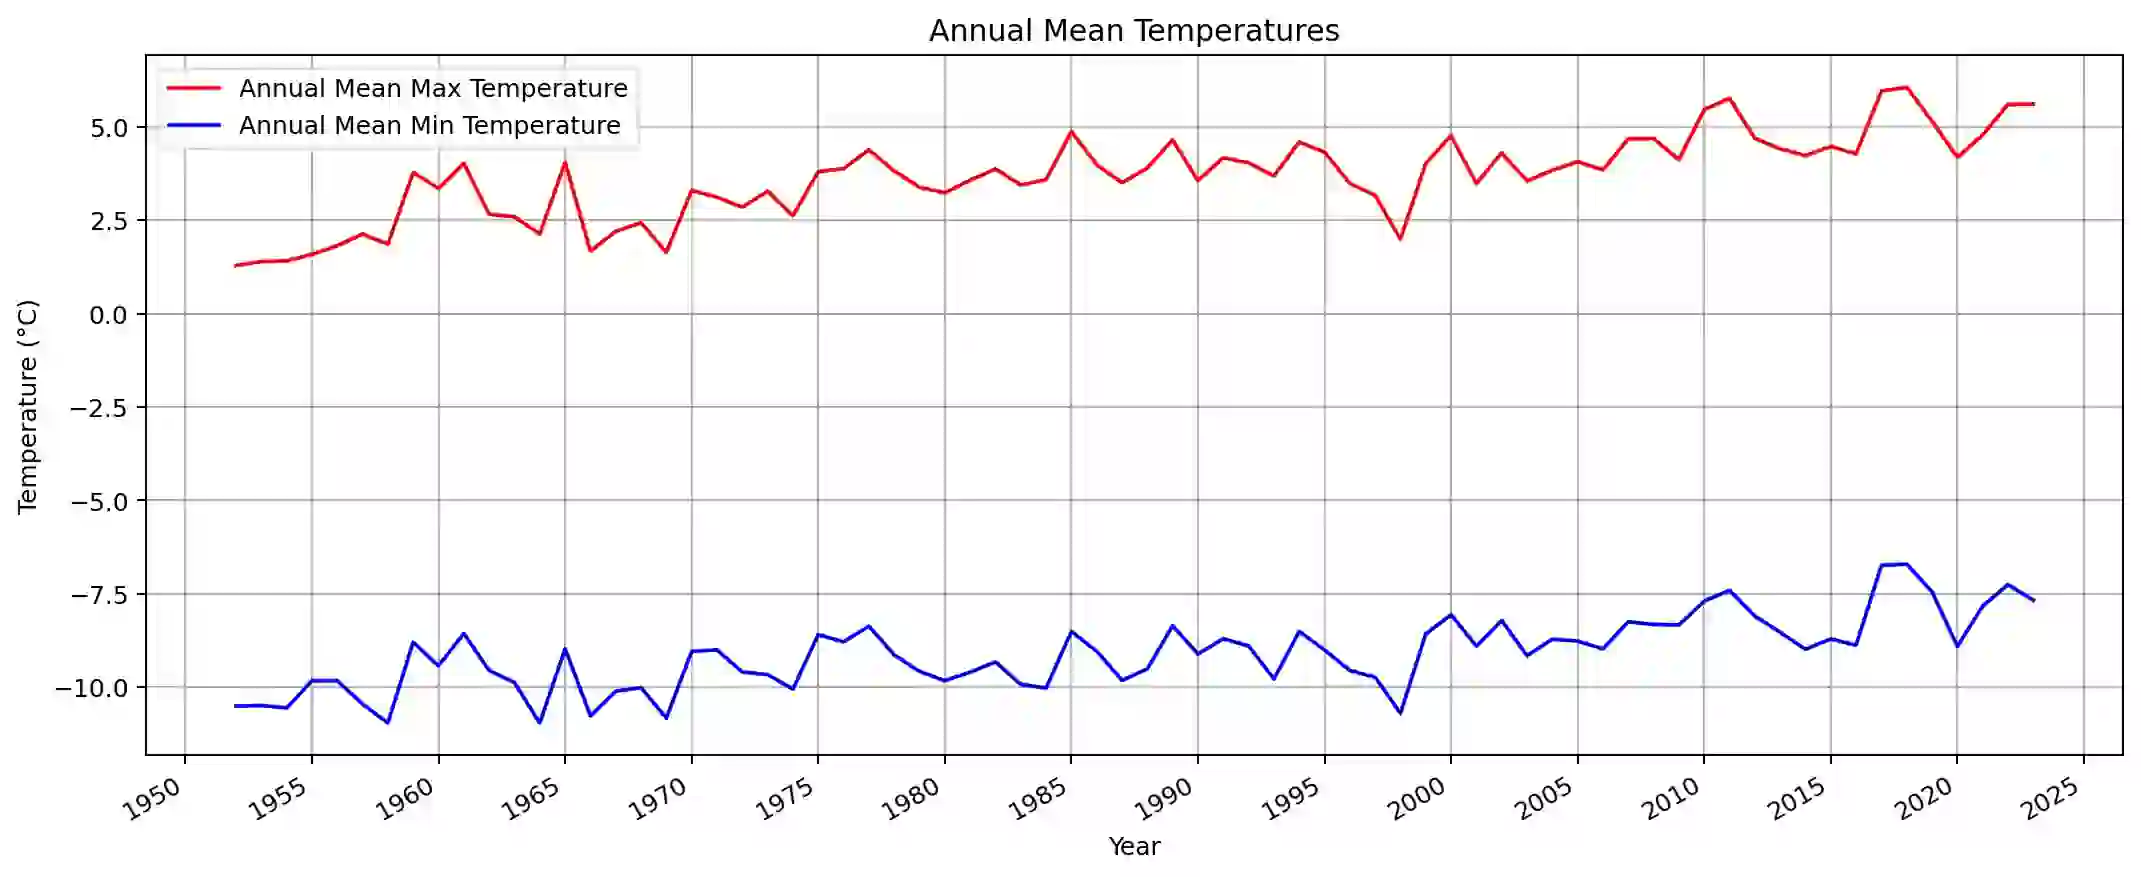 Annual Mean Temperatures
Annual Mean Max Temperature
Annual Mean Min Temperature
5.0
2.5
0.0
−2.5
−5.0
−7.5
−10.0
Temperature (°C)
1950 1955 1960 1965 1970 1975 1980 1985 1990 1995 2000 2005 2010 2015 2020 2025
Year